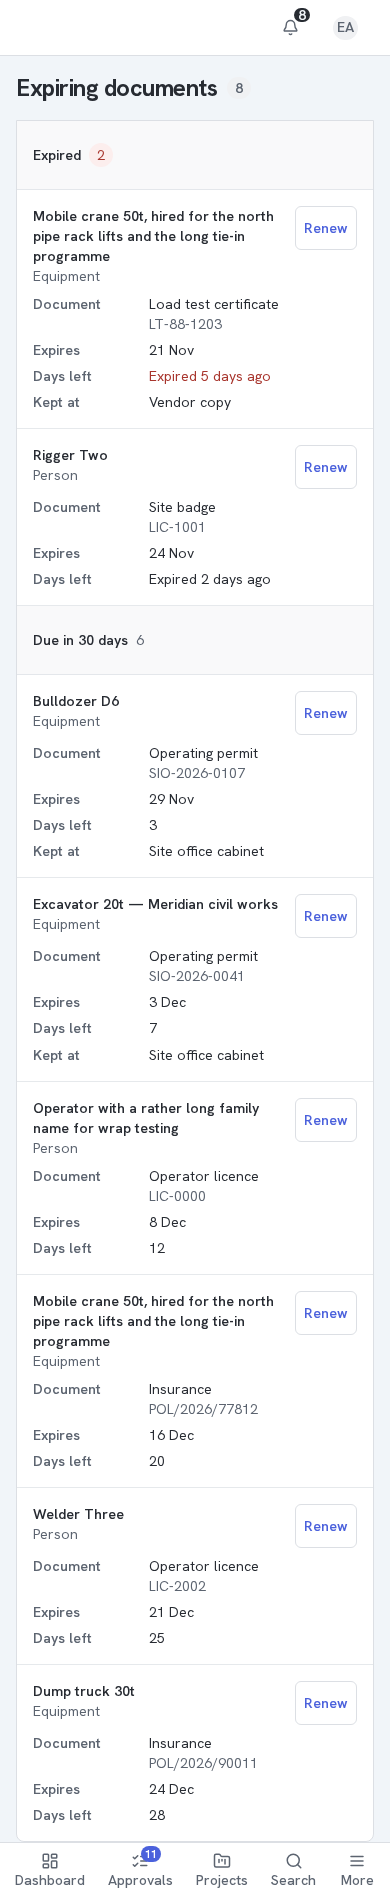 8
EA
Expiring documents 8
Expired 2
Mobile crane 50t, hired for the north
pipe rack lifts and the long tie-in
programme
Renew
Equipment
Document Load test certificate
LT-88-1203
Expires 21 Nov
Days left Expired 5 days ago
Kept at Vendor copy
Rigger Two
Renew
Person
Document Site badge
LIC-1001
Expires 24 Nov
Days left Expired 2 days ago
Due in 30 days 6
Bulldozer D6
Renew
Equipment
Document Operating permit
SIO-2026-0107
Expires 29 Nov
Days left 3
Kept at Site office cabinet
Excavator 20t — Meridian civil works
Renew
Equipment
Document Operating permit
SIO-2026-0041
Expires 3 Dec
Days left 7
Kept at Site office cabinet
Operator with a rather long family
name for wrap testing
Renew
Person
Document Operator licence
LIC-0000
Expires 8 Dec
Days left 12
Mobile crane 50t, hired for the north
pipe rack lifts and the long tie-in
programme
Renew
Equipment
Document Insurance
POL/2026/77812
Expires 16 Dec
Days left 20
Welder Three
Renew
Person
Document Operator licence
LIC-2002
Expires 21 Dec
Days left 25
Dump truck 30t
Renew
Equipment
Document Insurance
POL/2026/90011
Expires 24 Dec
Days left 28
11
Dashboard Approvals Projects Search More